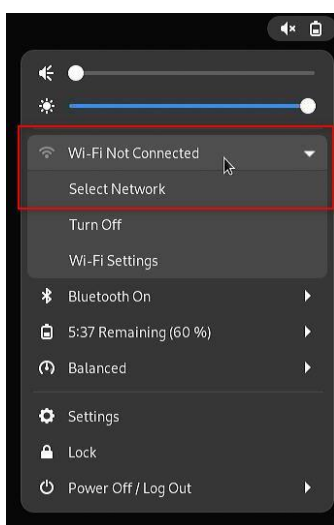 Wi-Fi Not Connected
Select Network
Turn Off
Wi-Fi Settings
Bluetooth On
5:37 Remaining (60 %)
Balanced
Settings
Lock
Power Off / Log Out